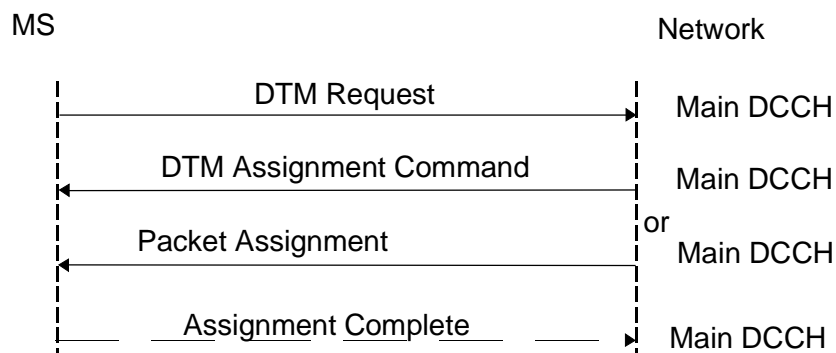 MS
Network
DTM Request
Main DCCH
DTM Assignment Command
Main DCCH
or
Packet Assignment
Main DCCH
Assignment Complete
Main DCCH